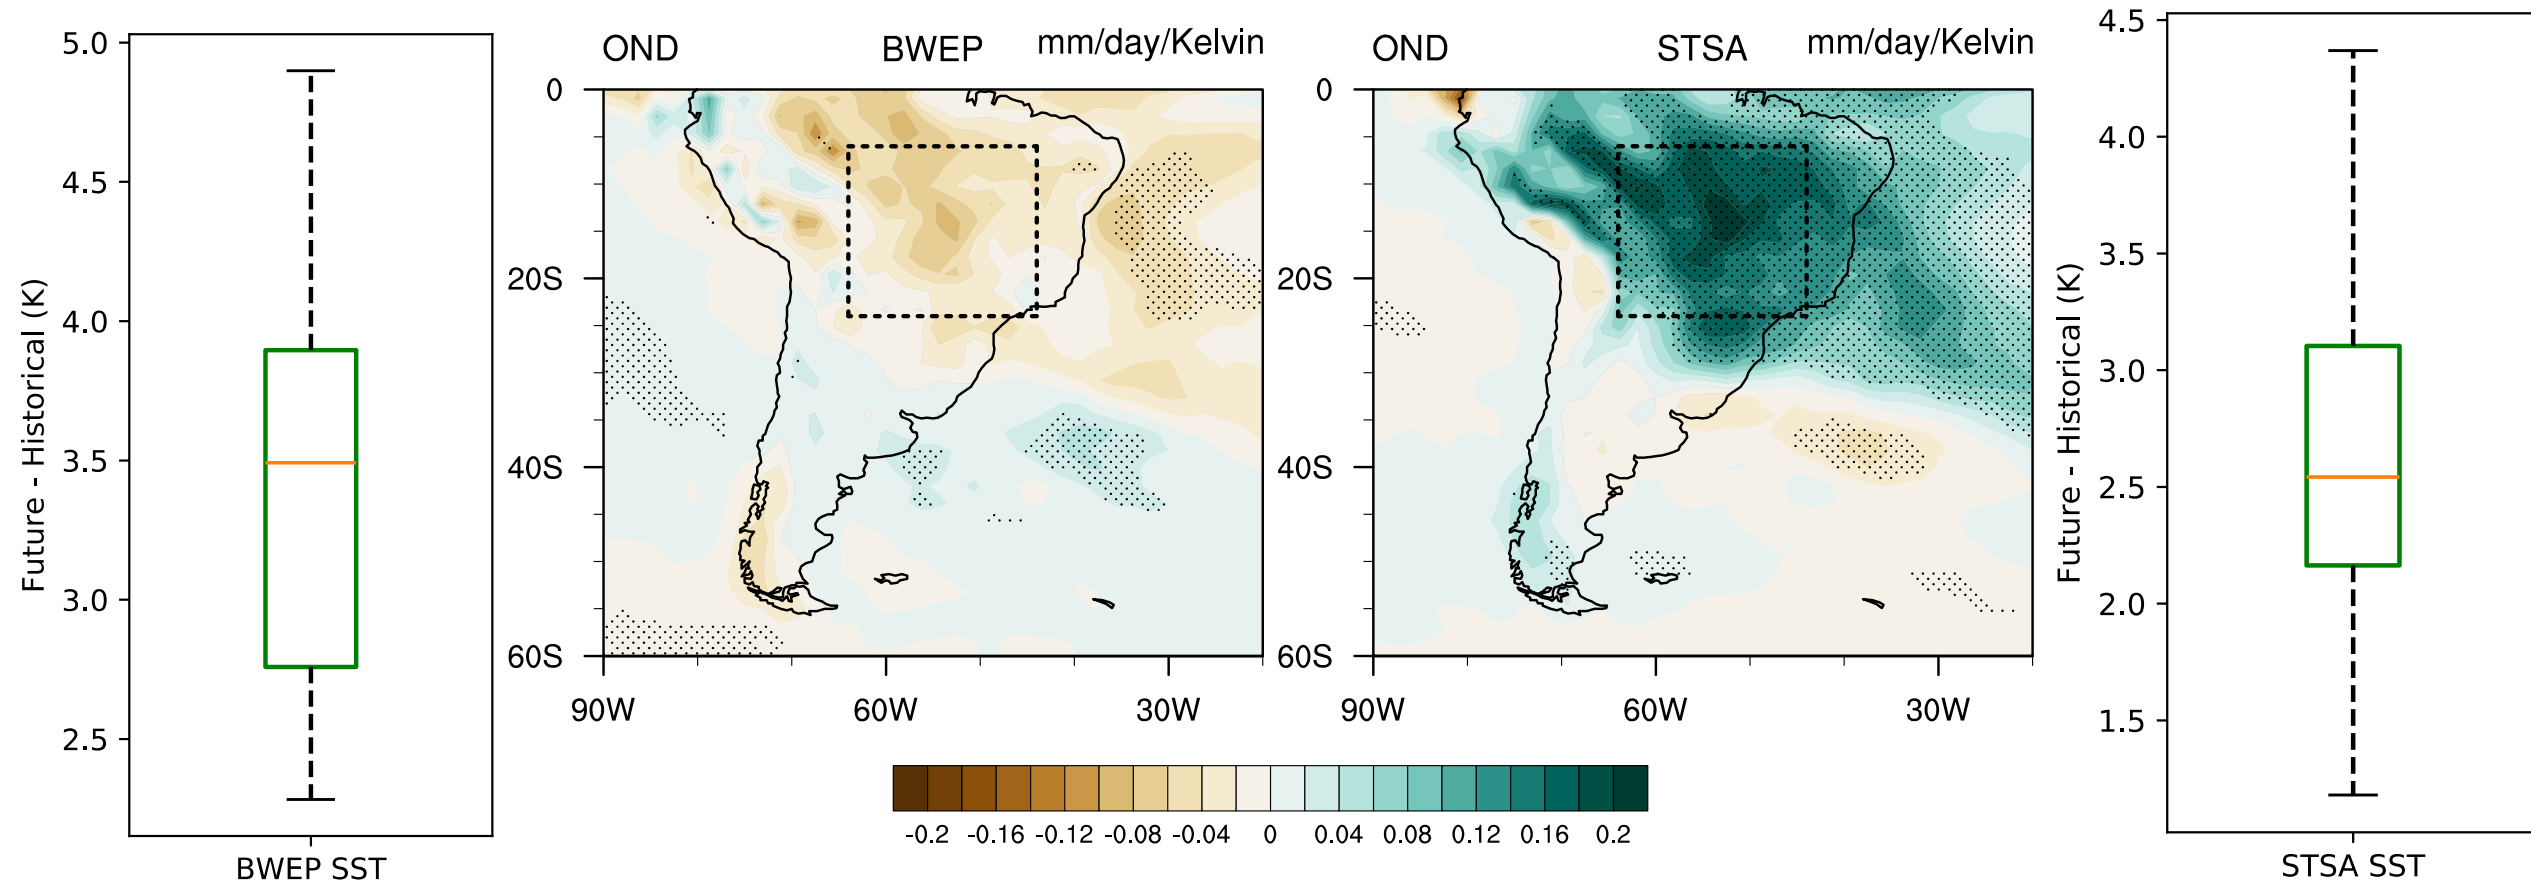 5.0
4.5
4.0
3.5
3.0
2.5
Future - Historical (K)
BWEP SST
OND BWEP mm/day/Kelvin
0
20S
40S
60S
90W 60W 30W
OND STSA mm/day/Kelvin
0
20S
40S
60S
90W 60W 30W
-0.2 -0.16 -0.12 -0.08 -0.04 0 0.04 0.08 0.12 0.16 0.2
4.5
4.0
3.5
3.0
2.5
2.0
1.5
Future - Historical (K)
STSA SST